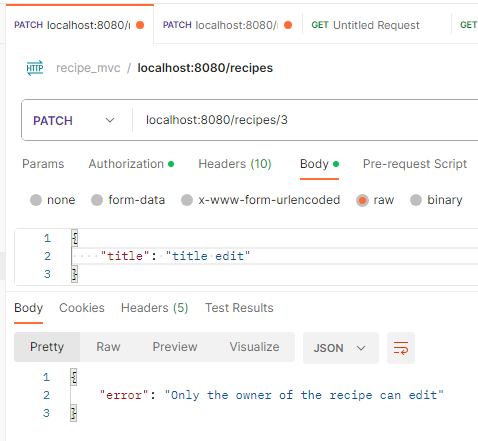 PATCH localhost:8080/r
PATCH localhost:8080/
GET Untitled Request
GET
HTTP recipe_mvc / localhost:8080/recipes
PATCH localhost:8080/recipes/3
Params Authorization Headers (10) Body Pre-request Script
none form-data x-www-form-urlencoded raw binary
1 {
2 "title": "title edit"
3 }
Body Cookies Headers (5) Test Results
Pretty Raw Preview Visualize JSON
1 {
2 "error": "Only the owner of the recipe can edit"
3 }